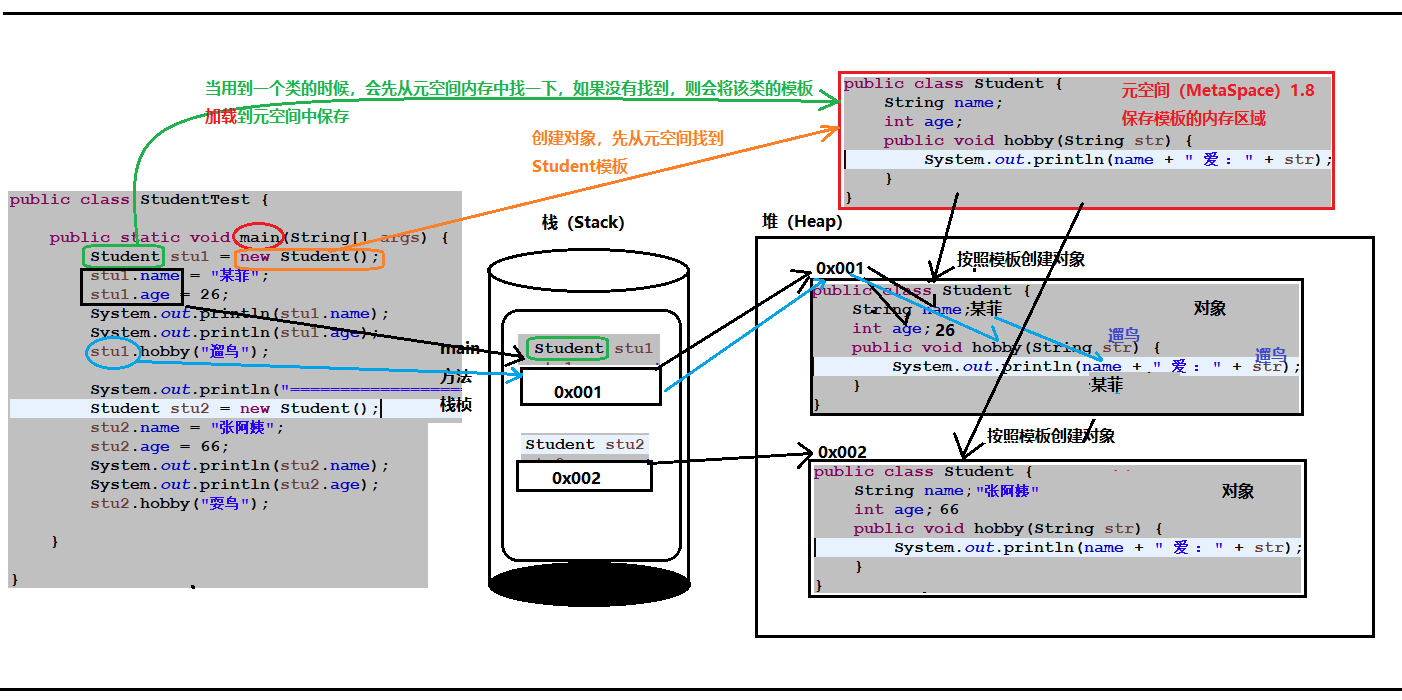 当用到一个类的时候，会先从元空间内存中找一下，如果没有找到，则会将该类的模板
加载到元空间中保存
创建对象，先从元空间找到
Student模板
public class Student {
String name;
int age;
public void hobby(String str) {
System.out.println(name + " 爱 : " + str);
}
}
元空间（MetaSpace）1.8
保存模板的内存区域
public class StudentTest {
public static void main(String[] args) {
Student stu1 = new Student();
stu1.name = "某菲";
stu1.age = 26;
System.out.println(stu1.name);
System.out.println(stu1.age);
stu1.hobby("遛鸟");
System.out.println("==================
Student stu2 = new Student();
stu2.name = "张阿姨";
stu2.age = 66;
System.out.println(stu2.name);
System.out.println(stu2.age);
stu2.hobby("耍鸟");
}
}
栈（Stack）
main
方法
栈桢
Student stu1
0x001
Student stu2
0x002
堆（Heap）
0x001
按照模板创建对象
public class Student {
String name;某菲
对象
int age; 26
遛鸟
public void hobby(String str) {
遛鸟
System.out.println(name + " 爱 : " + str);
}
某菲
}
按照模板创建对象
0x002
public class Student {
String name;"张阿姨"
对象
int age; 66
public void hobby(String str) {
System.out.println(name + " 爱 : " + str);
}
}